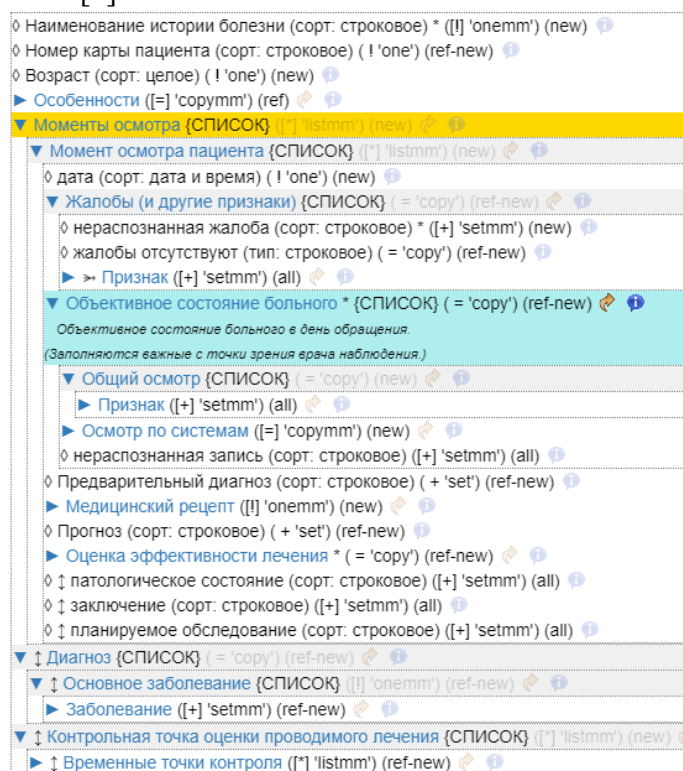 ◊ Наименование истории болезни (сорт: строковое) * ([!] 'onemm') (new)
◊ Номер карты пациента (сорт: строковое) ( ! 'one') (ref-new)
◊ Возраст (сорт: целое) ( ! 'one') (new)
► Особенности ([=] 'copymm') (ref)
▼ Моменты осмотра {СПИСОК} ([*] 'listmm') (new)
▼ Момент осмотра пациента {СПИСОК} ([*] 'listmm') (new)
◊ дата (сорт: дата и время) ( ! 'one') (new)
▼ Жалобы (и другие признаки) {СПИСОК} ( = 'copy') (ref-new)
◊ нераспознанная жалоба (сорт: строковое) * ([+] 'setmm') (new)
◊ жалобы отсутствуют (тип: строковое) ( = 'copy') (ref-new)
► ➳ Признак ([+] 'setmm') (all)
▼ Объективное состояние больного * {СПИСОК} ( = 'copy') (ref-new)
Объективное состояние больного в день обращения.
(Заполняются важные с точки зрения врача наблюдения.)
▼ Общий осмотр {СПИСОК} ( = 'copy') (new)
► Признак ([+] 'setmm') (all)
► Осмотр по системам ([=] 'copymm') (new)
◊ нераспознанная запись (сорт: строковое) ([+] 'setmm') (all)
◊ Предварительный диагноз (сорт: строковое) ( + 'set') (ref-new)
► Медицинский рецепт ([!] 'onemm') (new)
◊ Прогноз (сорт: строковое) ( + 'set') (ref-new)
► Оценка эффективности лечения * ( = 'copy') (ref-new)
◊ ↕ патологическое состояние (сорт: строковое) ([+] 'setmm') (all)
◊ ↕ заключение (сорт: строковое) ([+] 'setmm') (all)
◊ ↕ планируемое обследование (сорт: строковое) ([+] 'setmm') (all)
▼ ↕ Диагноз {СПИСОК} ( = 'copy') (ref-new)
▼ ↕ Основное заболевание {СПИСОК} ([!] 'onemm') (ref-new)
► Заболевание ([+] 'setmm') (ref-new)
▼ ↕ Контрольная точка оценки проводимого лечения {СПИСОК} ([*] 'listmm') (new)
► ↕ Временные точки контроля ([*] 'listmm') (ref-new)